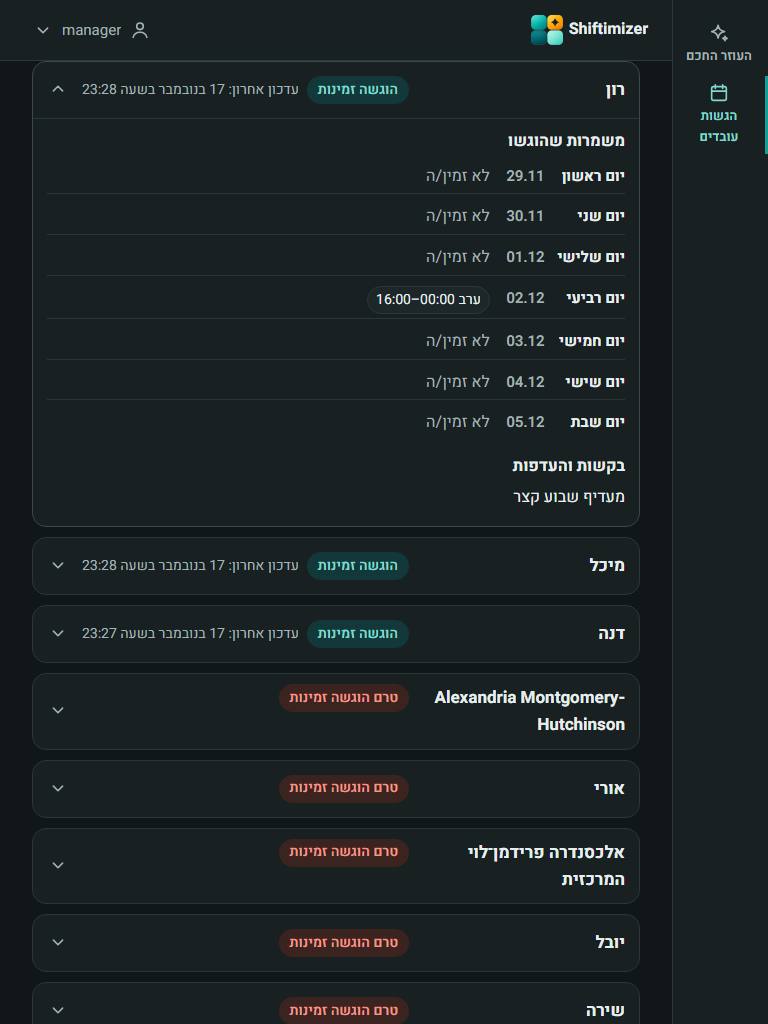 Shiftimizer
manager
העוזר החכם
הגשות
עובדים
רון הוגשה זמינות עדכון אחרון: 17 בנובמבר בשעה 23:28
משמרות שהוגשו
יום ראשון 29.11 לא זמין/ה
יום שני 30.11 לא זמין/ה
יום שלישי 01.12 לא זמין/ה
יום רביעי 02.12 ערב 16:00–00:00
יום חמישי 03.12 לא זמין/ה
יום שישי 04.12 לא זמין/ה
יום שבת 05.12 לא זמין/ה
בקשות והעדפות
מעדיף שבוע קצר
מיכל הוגשה זמינות עדכון אחרון: 17 בנובמבר בשעה 23:28
דנה הוגשה זמינות עדכון אחרון: 17 בנובמבר בשעה 23:27
Alexandria Montgomery- טרם הוגשה זמינות
Hutchinson
אורי טרם הוגשה זמינות
אלכסנדרה פרידמן־לוי טרם הוגשה זמינות
המרכזית
יובל טרם הוגשה זמינות
שירה טרם הוגשה זמינות